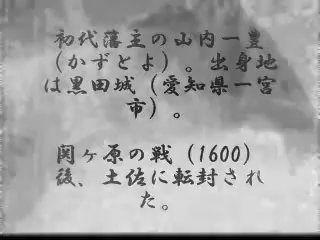 初代藩主の山内一豊
（かずとよ）。出身地
は黒田城（愛知県一宮
市）。
関ヶ原の戦（1600）
後、土佐に転封され
た。